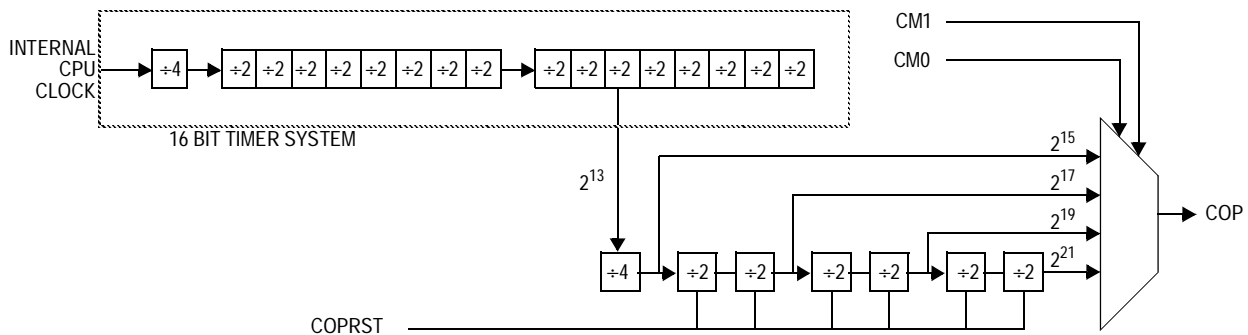 CM1
INTERNAL
CPU
CLOCK
÷4 ÷2 ÷2 ÷2 ÷2 ÷2 ÷2 ÷2 ÷2 ÷2 ÷2 ÷2 ÷2 ÷2 ÷2 ÷2 ÷2
CM0
16 BIT TIMER SYSTEM
2^15
2^13
2^17
COP
2^19
÷4 ÷2 ÷2 ÷2 ÷2 ÷2 ÷2 2^21
COPRST